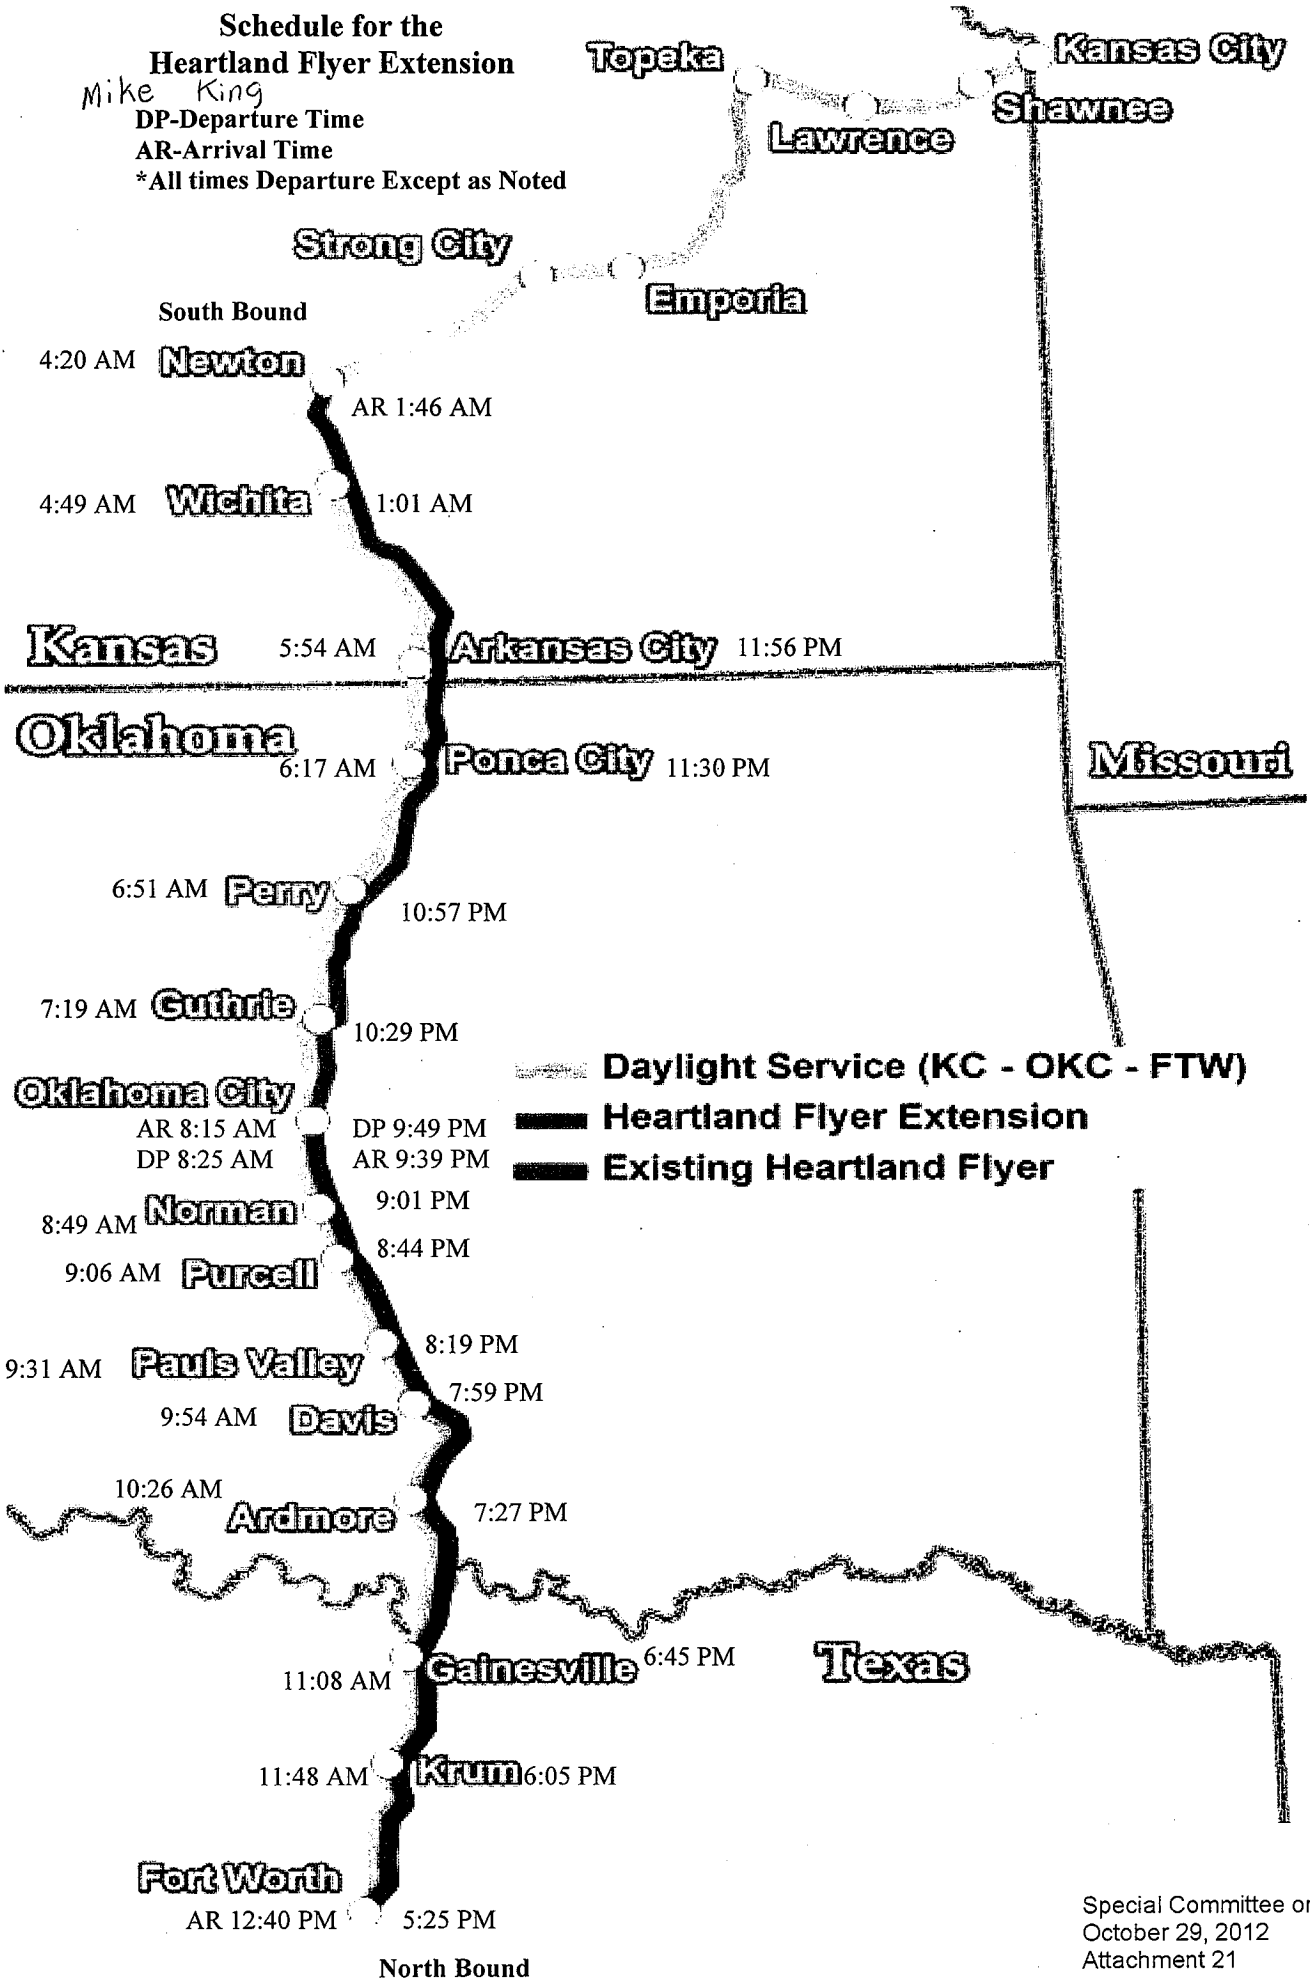 Schedule for the
Heartland Flyer Extension
Mike King
DP-Departure Time
AR-Arrival Time
*All times Departure Except as Noted
Topeka
Kansas City
Shawnee
Lawrence
Strong City
Emporia
South Bound
4:20 AM Newton
AR 1:46 AM
4:49 AM Wichita 1:01 AM
Kansas 5:54 AM Arkansas City 11:56 PM
Oklahoma
6:17 AM Ponca City 11:30 PM
Missouri
6:51 AM Perry 10:57 PM
7:19 AM Guthrie 10:29 PM
Daylight Service (KC - OKC - FTW)
Heartland Flyer Extension
Existing Heartland Flyer
Oklahoma City
AR 8:15 AM DP 9:49 PM
DP 8:25 AM AR 9:39 PM
8:49 AM Norman 9:01 PM
9:06 AM Purcell 8:44 PM
9:31 AM Pauls Valley 8:19 PM
9:54 AM Davis 7:59 PM
10:26 AM Ardmore 7:27 PM
11:08 AM Gainesville 6:45 PM
Texas
11:48 AM Krum 6:05 PM
Fort Worth
AR 12:40 PM 5:25 PM
North Bound
Special Committee or
October 29, 2012
Attachment 21